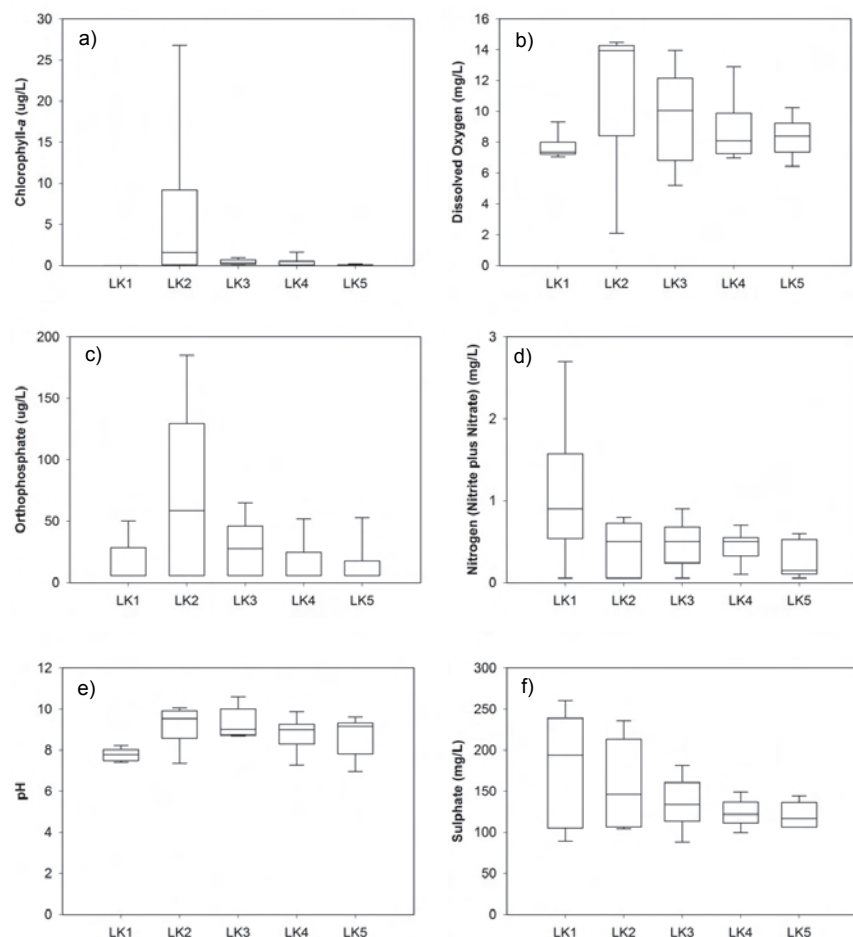 a)
Chlorophyll-a (ug/L)
30
25
20
15
10
5
0
LK1 LK2 LK3 LK4 LK5
b)
Dissolved Oxygen (mg/L)
16
14
12
10
8
6
4
2
0
LK1 LK2 LK3 LK4 LK5
c)
Orthophosphate (ug/L)
200
150
100
50
0
LK1 LK2 LK3 LK4 LK5
d)
Nitrogen (Nitrite plus Nitrate) (mg/L)
3
2
1
0
LK1 LK2 LK3 LK4 LK5
e)
pH
12
10
8
6
4
2
0
LK1 LK2 LK3 LK4 LK5
f)
Sulphate (mg/L)
300
250
200
150
100
50
0
LK1 LK2 LK3 LK4 LK5